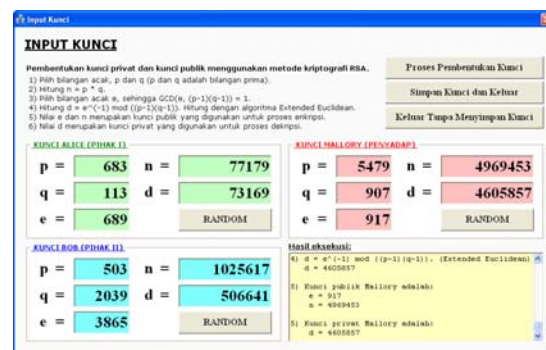 Input Kunci
INPUT KUNCI
Pembentukan kunci privat dan kunci publik menggunakan metode kriptografi RSA.
1) Pilih bilangan acak, p dan q (p dan q adalah bilangan prima).
2) Hitung n = p * q.
3) Pilih bilangan acak e, sehingga GCD(e, (p-1)(q-1)) = 1.
4) Hitung d = e^(-1) mod ((p-1)(q-1)). Hitung dengan algoritma Extended Euclidean.
5) Nilai e dan n merupakan kunci publik yang digunakan untuk proses enkripsi.
6) Nilai d merupakan kunci privat yang digunakan untuk proses dekripsi.
Proses Pembentukan Kunci
Simpan Kunci dan Keluar
Keluar Tanpa Menyimpan Kunci
KUNCI ALICE (PIHAK I)
p = 683 n = 77179
q = 113 d = 73169
e = 689 RANDOM
KUNCI MALLORY (PENYADAP)
p = 5479 n = 4969453
q = 907 d = 4605857
e = 917 RANDOM
KUNCI BOB (PIHAK II)
p = 503 n = 1025617
q = 2039 d = 506641
e = 3865 RANDOM
Hasil eksekusi:
4) d = e^(-1) mod ((p-1)(q-1)). (Extended Euclidean)
d = 4605857
5) Kunci publik Mallory adalah:
e = 917
n = 4969453
5) Kunci privat Mallory adalah:
d = 4605857